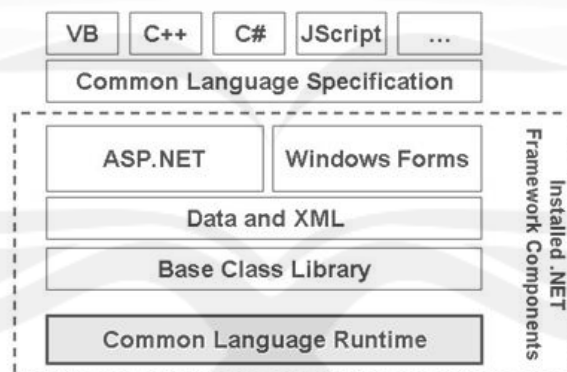 VB C++ C# JScript ...
Common Language Specification
ASP.NET Windows Forms
Data and XML
Base Class Library
Common Language Runtime
Installed .NET
Framework Components